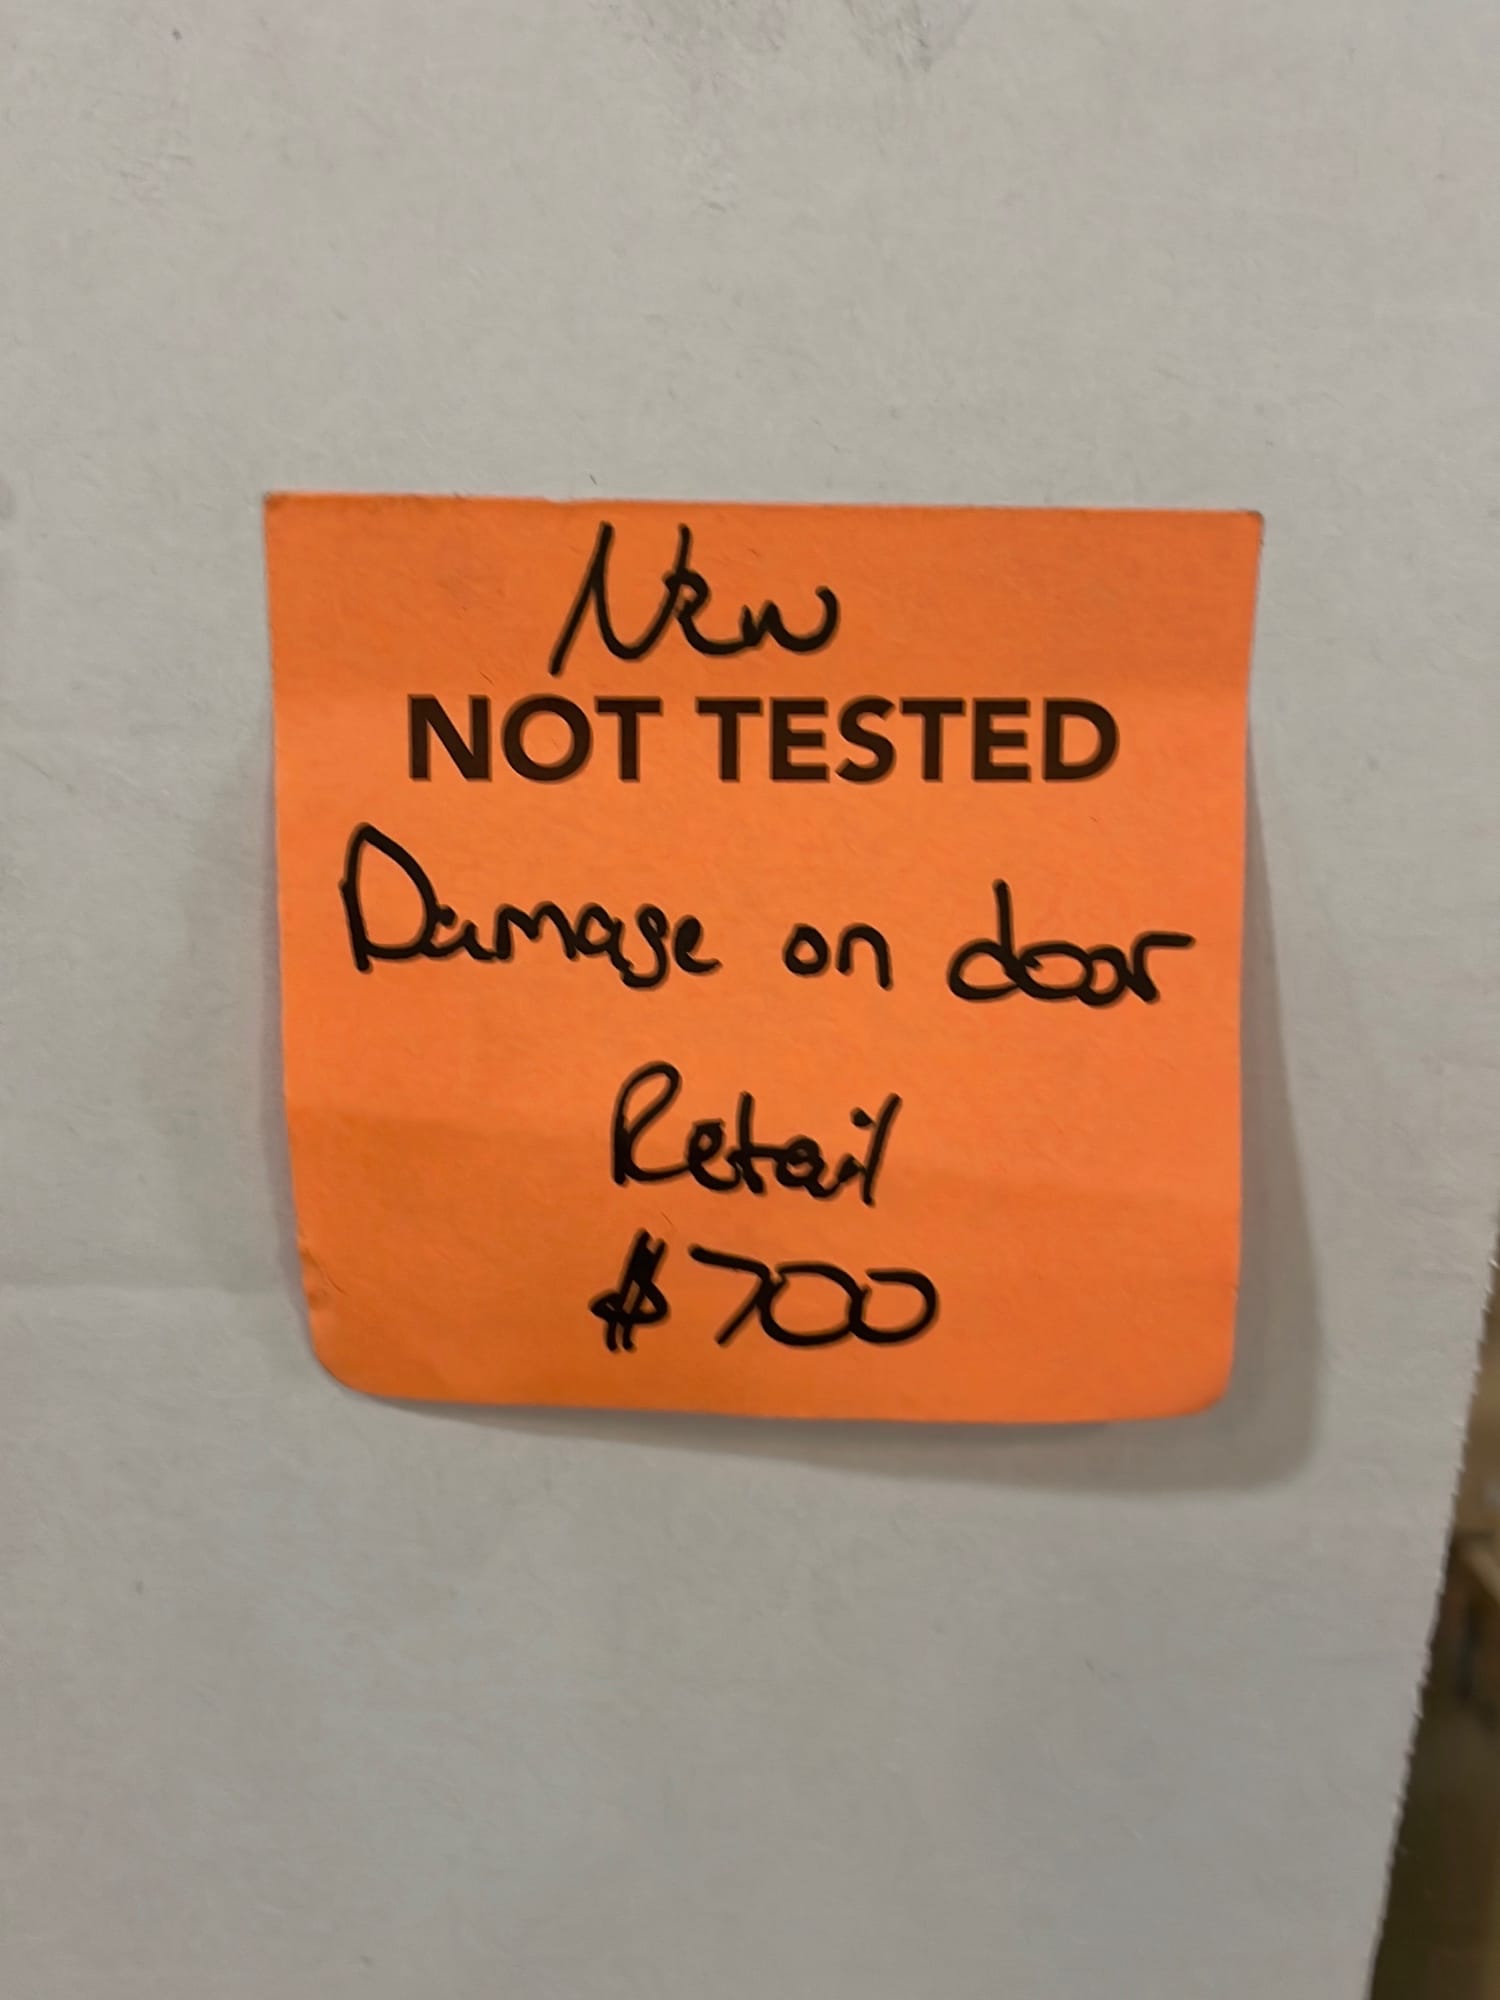 New
NOT TESTED
Damage on door
Retail
$700